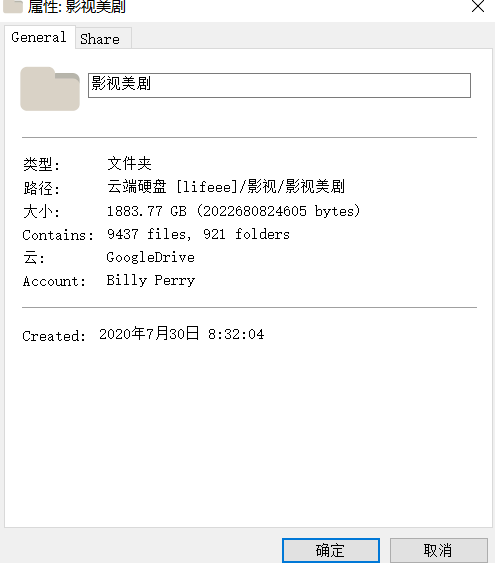 属性: 影视美剧
General
Share
影视美剧
类型: 文件夹
路径: 云端硬盘 [lifeee]/影视/影视美剧
大小: 1883.77 GB (2022680824605 bytes)
Contains: 9437 files, 921 folders
云: GoogleDrive
Account: Billy Perry
Created: 2020年7月30日 8:32:04
确定
取消